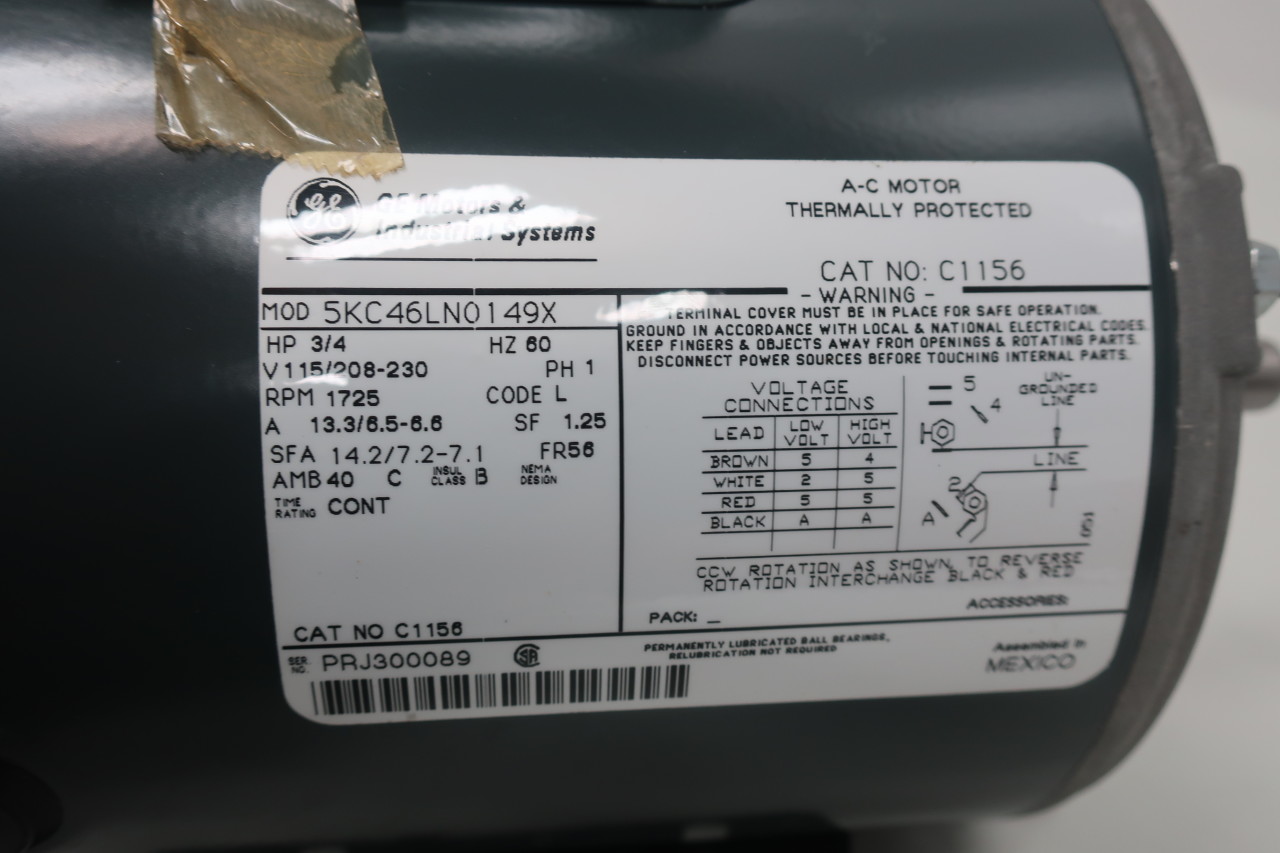 GE
GE Motors &
Industrial Systems
A-C MOTOR
THERMALLY PROTECTED
CAT NO: C1156
MOD 5KC46LN0149X
HP 3/4 HZ 60
V 115/208-230 PH 1
RPM 1725 CODE L
A 13.3/6.5-6.6 SF 1.25
SFA 14.2/7.2-7.1 FR56
AMB 40 C INSUL CLASS B NEMA DESIGN
TIME RATING CONT
CAT NO C1156
SER. NO. PRJ300089 SA
- WARNING -
TERMINAL COVER MUST BE IN PLACE FOR SAFE OPERATION.
GROUND IN ACCORDANCE WITH LOCAL & NATIONAL ELECTRICAL CODES.
KEEP FINGERS & OBJECTS AWAY FROM OPENINGS & ROTATING PARTS.
DISCONNECT POWER SOURCES BEFORE TOUCHING INTERNAL PARTS.
VOLTAGE
CONNECTIONS
LEAD LOW VOLT HIGH VOLT
BROWN 5 4
WHITE 2 5
RED 5 5
BLACK A A
5
4
UN-
GROUNDED
LINE
LINE
2
A
CCW ROTATION AS SHOWN, TO REVERSE
ROTATION INTERCHANGE BLACK & RED
PACK: _
ACCESSORIES:
PERMANENTLY LUBRICATED BALL BEARINGS,
RELUBRICATION NOT REQUIRED
Assembled in
MEXICO